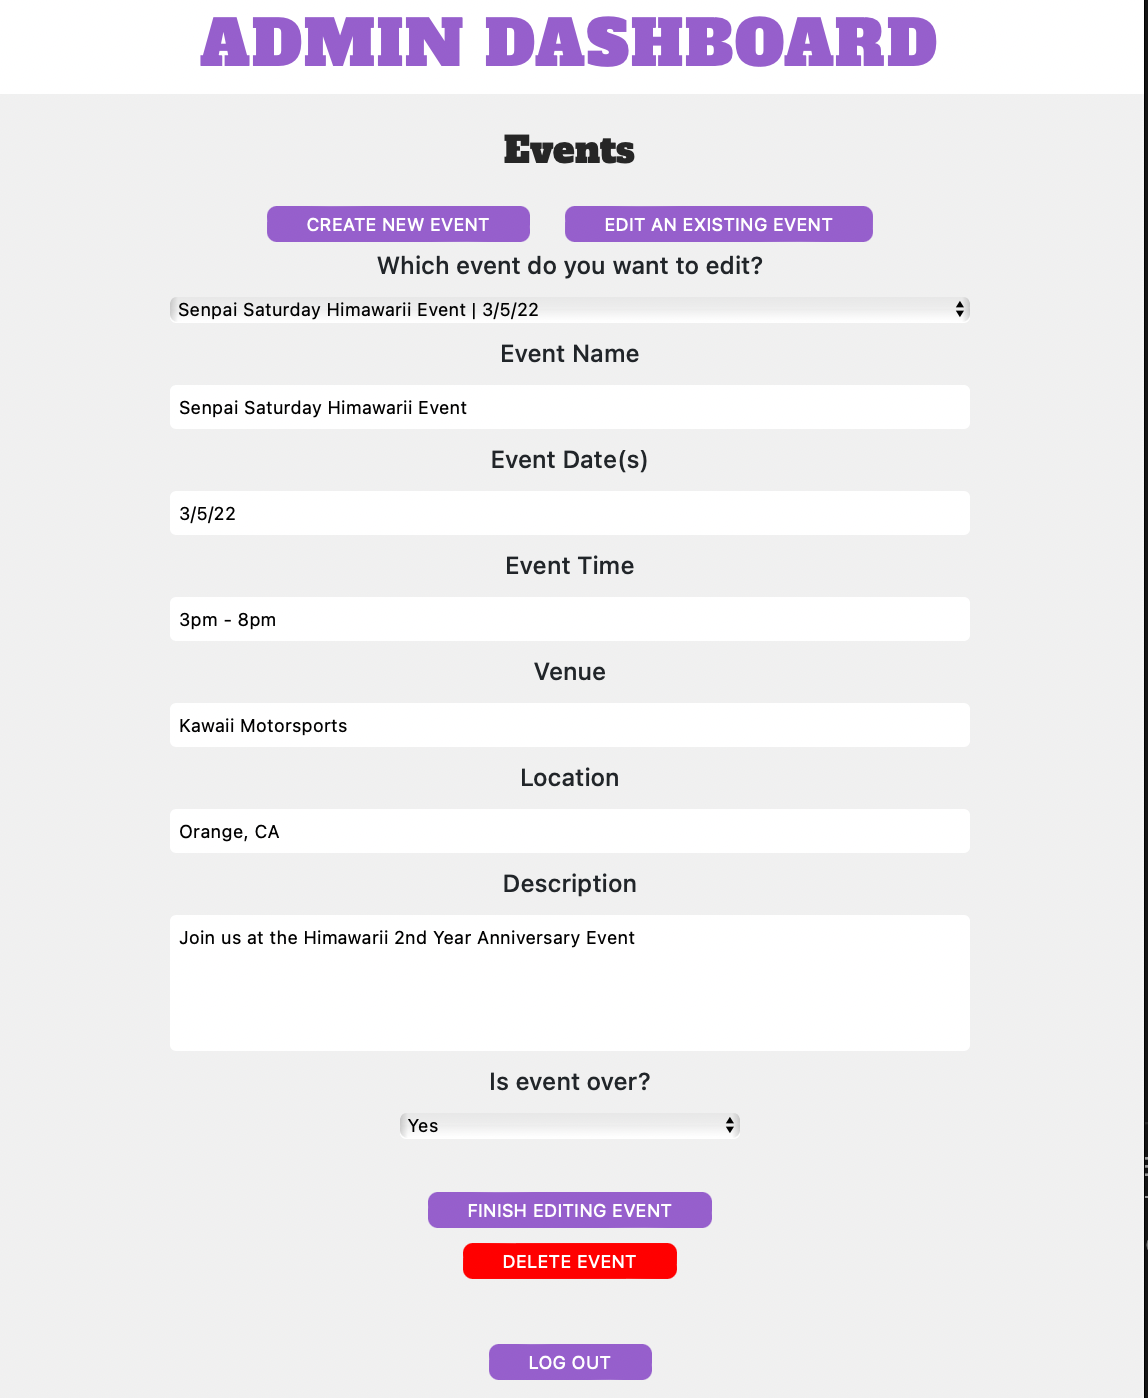 ADMIN DASHBOARD
Events
CREATE NEW EVENT
EDIT AN EXISTING EVENT
Which event do you want to edit?
Senpai Saturday Himawarii Event | 3/5/22
Event Name
Senpai Saturday Himawarii Event
Event Date(s)
3/5/22
Event Time
3pm - 8pm
Venue
Kawaii Motorsports
Location
Orange, CA
Description
Join us at the Himawarii 2nd Year Anniversary Event
Is event over?
Yes
FINISH EDITING EVENT
DELETE EVENT
LOG OUT